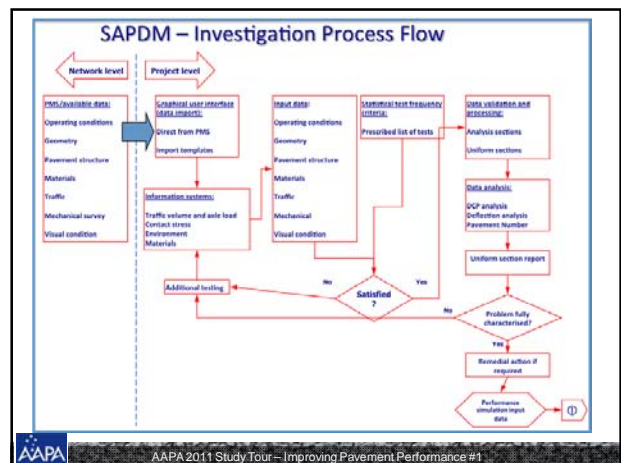 SAPDM – Investigation Process Flow
Network level
Project level
PMS/available data:
Operating conditions
Geometry
Pavement structure
Materials
Traffic
Mechanical survey
Visual condition
Graphical user interface
(data import):
Direct from PMS
Import templates
Information systems:
Traffic volume and axle load
Contact stress
Environment
Materials
Additional testing
Input data:
Operating conditions
Geometry
Pavement structure
Materials
Traffic
Mechanical
Visual condition
Statistical test frequency
criteria:
Prescribed list of tests
No
Satisfied
?
Yes
Data validation and
processing:
Analysis sections
Uniform sections
Data analysis:
DCP analysis
Deflection analysis
Pavement Number
Uniform section report
No
Problem fully
characterised?
Yes
Remedial action if
required
Performance
simulation input
data
1
AAPA
AAPA 2011 Study Tour – Improving Pavement Performance #1